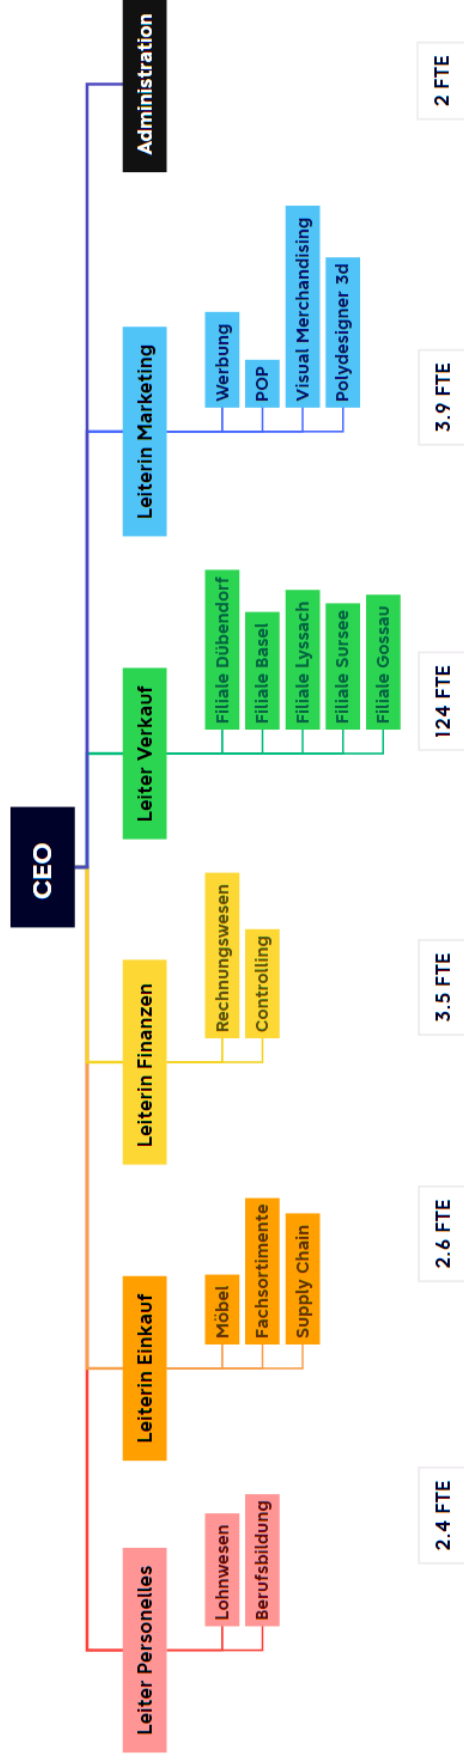 CEO
Leiter Personelles
Lohnwesen
Berufsbildung
2.4 FTE
Leiterin Einkauf
Möbel
Fachsortimente
Supply Chain
2.6 FTE
Leiterin Finanzen
Rechnungswesen
Controlling
3.5 FTE
Leiter Verkauf
Filiale Dübendorf
Filiale Basel
Filiale Lyssach
Filiale Sursee
Filiale Gossau
124 FTE
Leiterin Marketing
Werbung
POP
Visual Merchandising
Polydesigner 3d
3.9 FTE
Administration
2 FTE